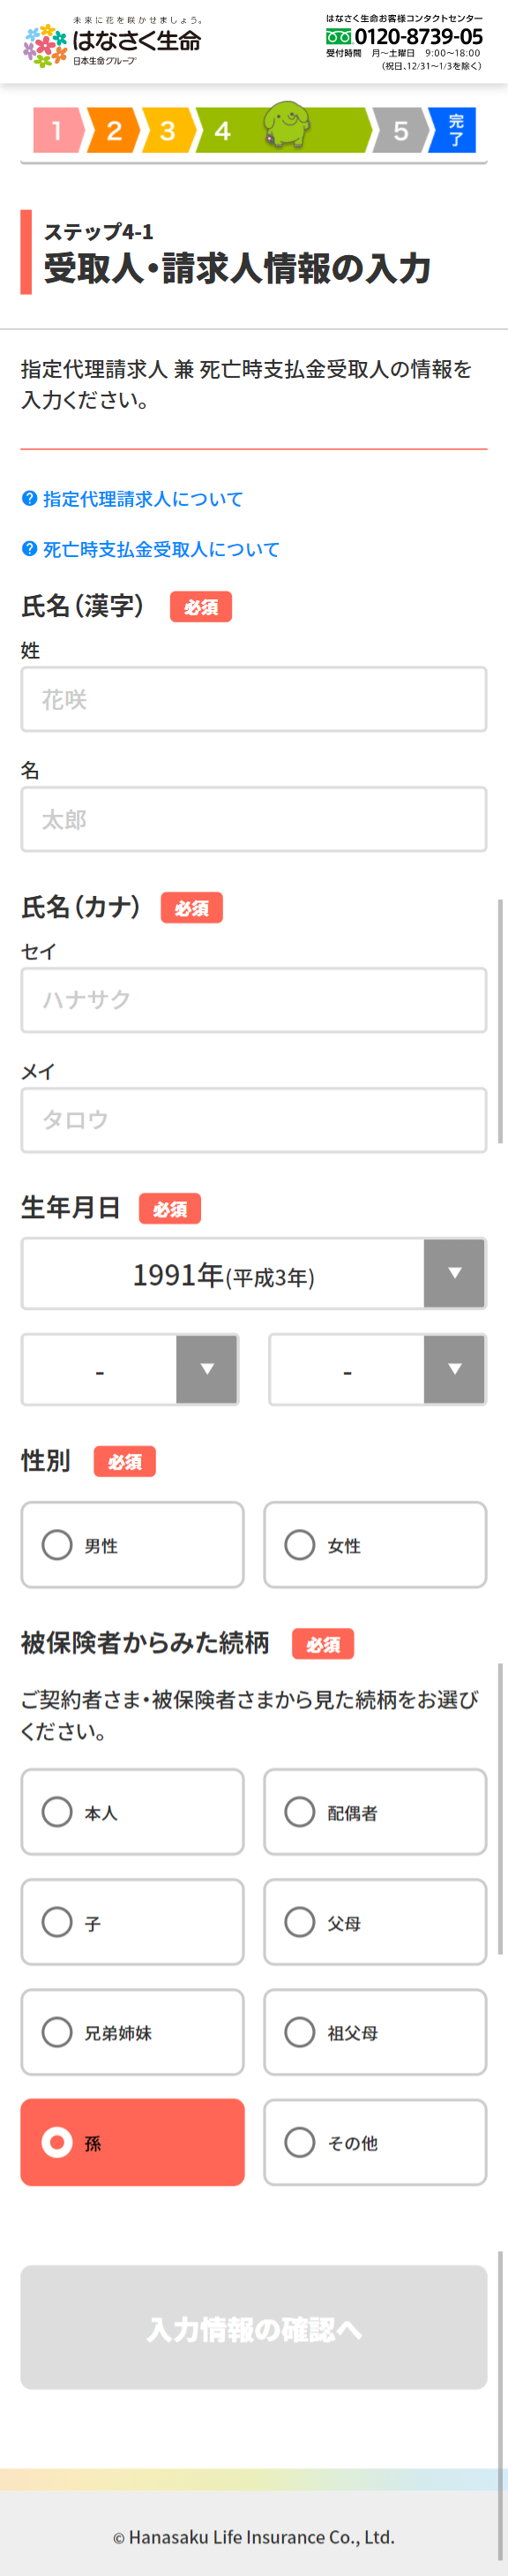 未来に花を咲かせましょう。
はなさく生命
日本生命グループ
はなさく生命お客様コンタクトセンター
0120-8739-05
受付時間 月～土曜日 9:00～18:00
(祝日、12/31～1/3を除く)
1 2 3 4 5 完了
ステップ4-1
受取人・請求人情報の入力
指定代理請求人 兼 死亡時支払金受取人の情報を
入力ください。
? 指定代理請求人について
? 死亡時支払金受取人について
氏名（漢字） 必須
姓
花咲
名
太郎
氏名（カナ） 必須
セイ
ハナサク
メイ
タロウ
生年月日 必須
1991年(平成3年) ▼
- ▼ - ▼
性別 必須
男性 女性
被保険者からみた続柄 必須
ご契約者さま・被保険者さまから見た続柄をお選び
ください。
本人 配偶者
子 父母
兄弟姉妹 祖父母
孫 その他
入力情報の確認へ
© Hanasaku Life Insurance Co., Ltd.